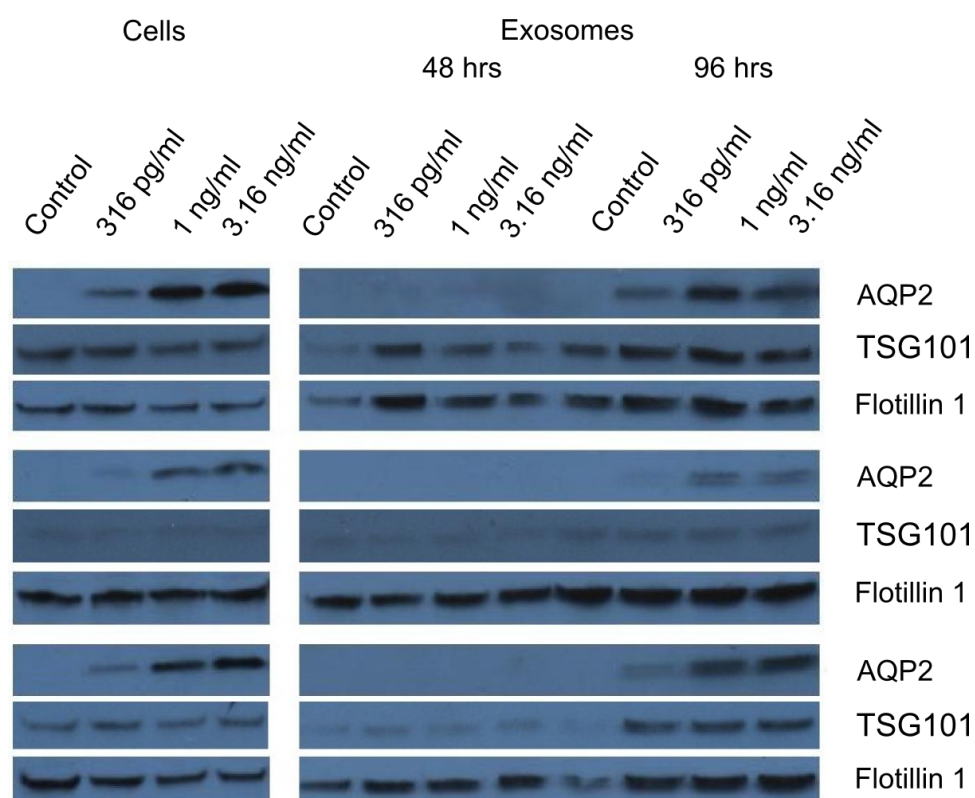 Cells
Exosomes
48 hrs
96 hrs
Control
316 pg/ml
1 ng/ml
3.16 ng/ml
Control
316 pg/ml
1 ng/ml
3.16 ng/ml
Control
316 pg/ml
1 ng/ml
3.16 ng/ml
AQP2
TSG101
Flotillin 1
AQP2
TSG101
Flotillin 1
AQP2
TSG101
Flotillin 1